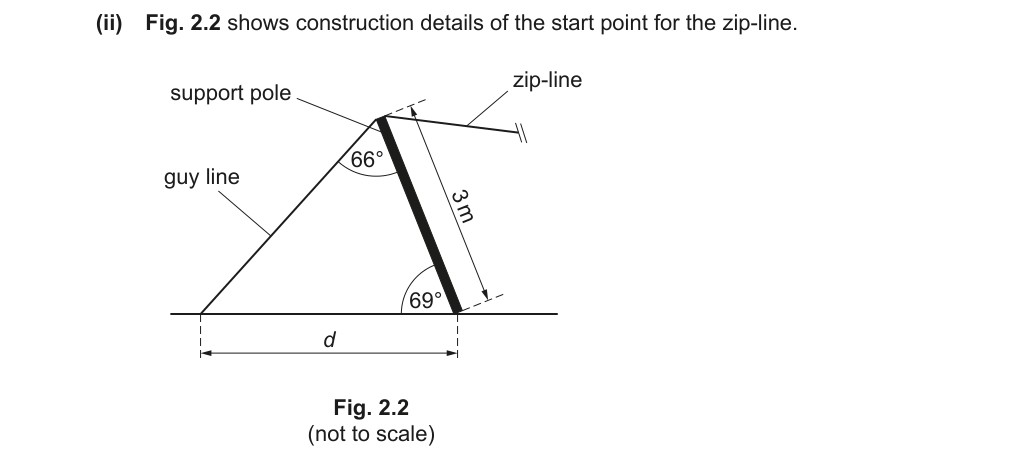 (ii) Fig. 2.2 shows construction details of the start point for the zip-line.
zip-line
support pole
66°
guy line
3 m
69°
d
Fig. 2.2
(not to scale)